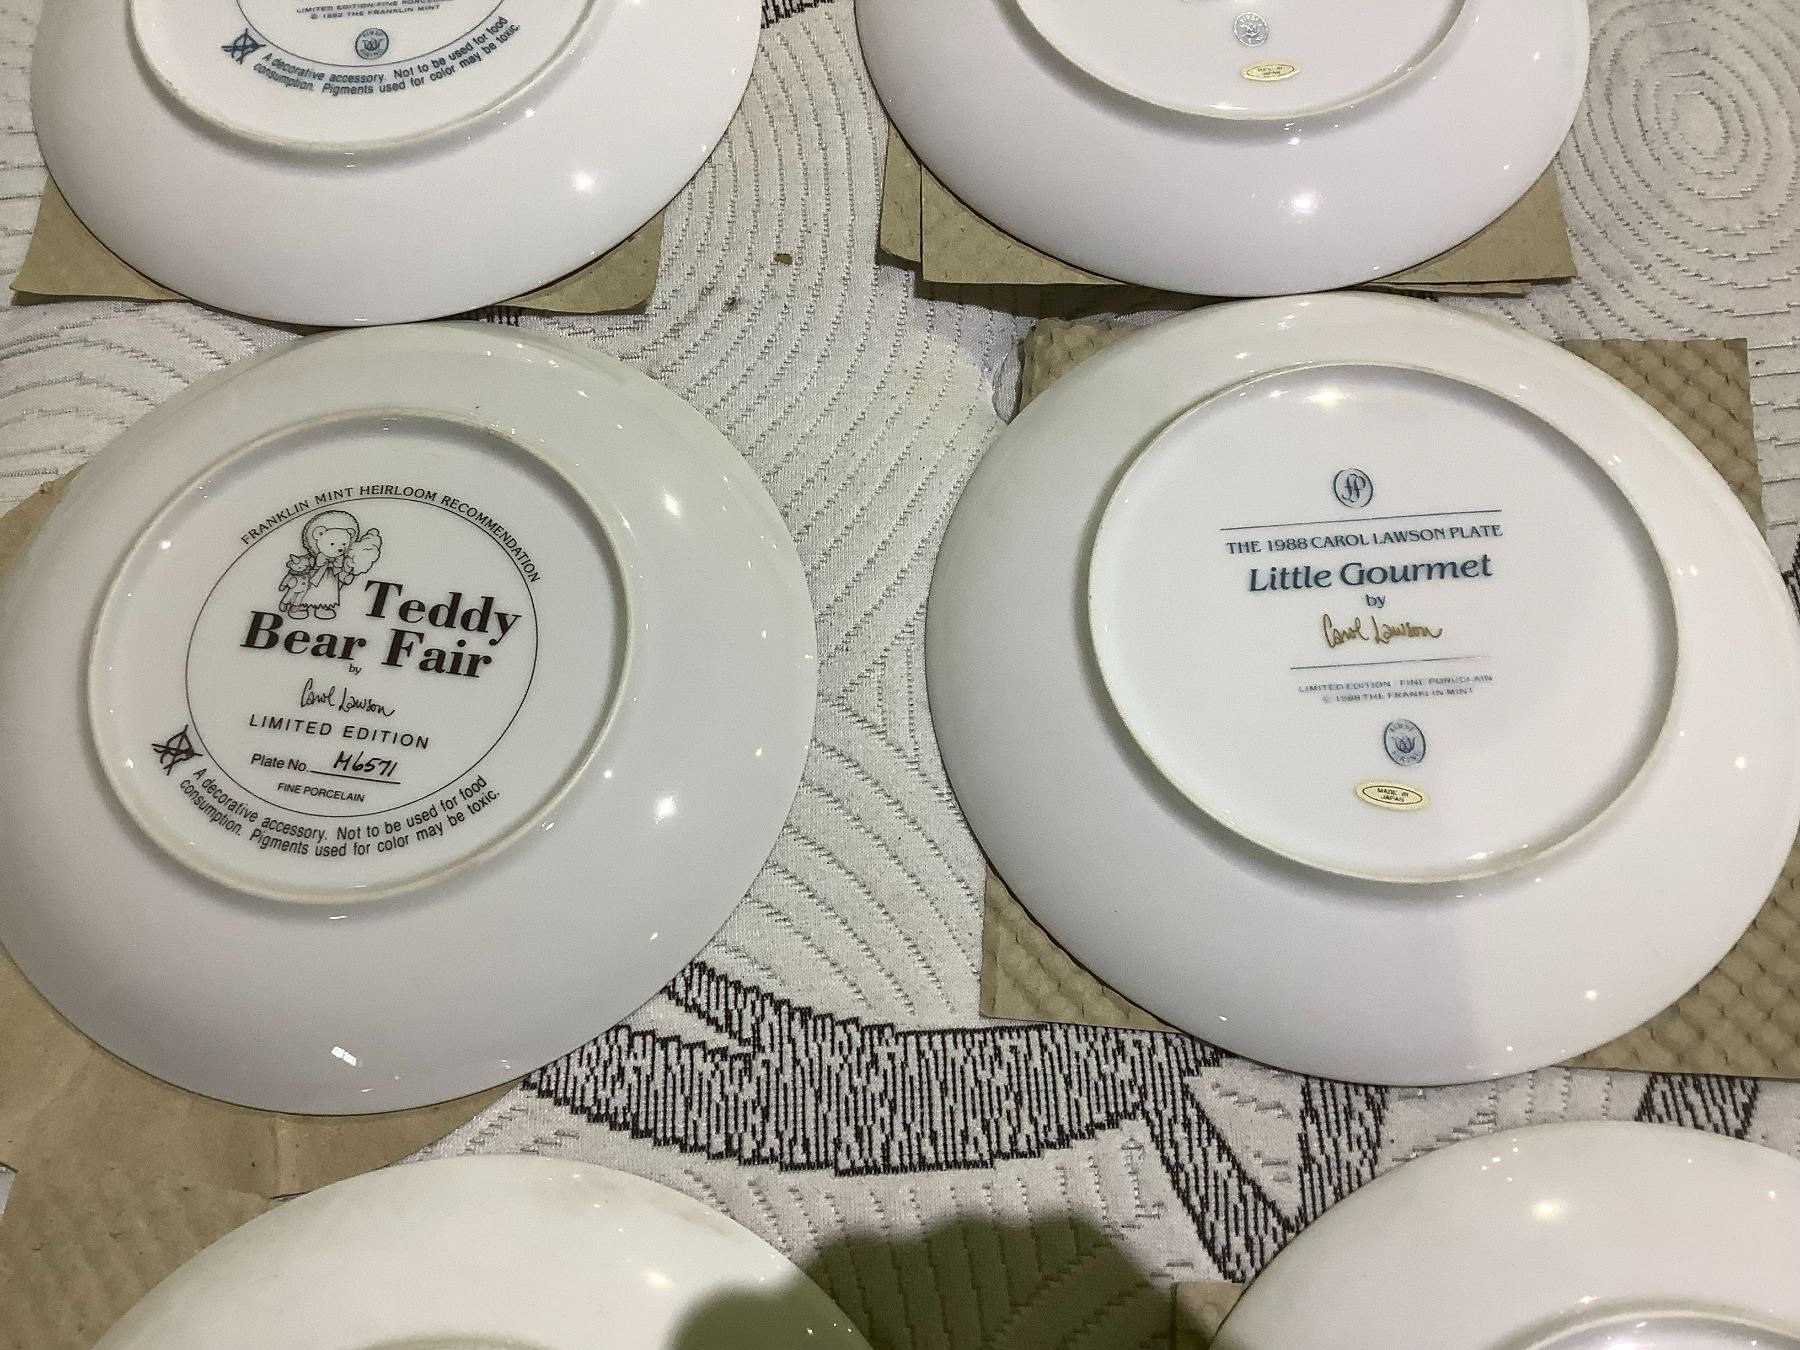 LIMITED EDITION FINE PORCELAIN
© THE FRANKLIN MINT
FIRST
A decorative accessory. Not to be used for food
consumption. Pigments used for color may be toxic.
JAPAN
FRANKLIN MINT HEIRLOOM RECOMMENDATION
Teddy
Bear Fair
by
Carol Lawson
LIMITED EDITION
Plate No. M6571
FINE PORCELAIN
A decorative accessory. Not to be used for food
consumption. Pigments used for color may be toxic.
THE 1988 CAROL LAWSON PLATE
Little Gourmet
by
Carol Lawson
LIMITED EDITION / FINE PORCELAIN
© 1988 THE FRANKLIN MINT
FIRST
MADE IN
JAPAN